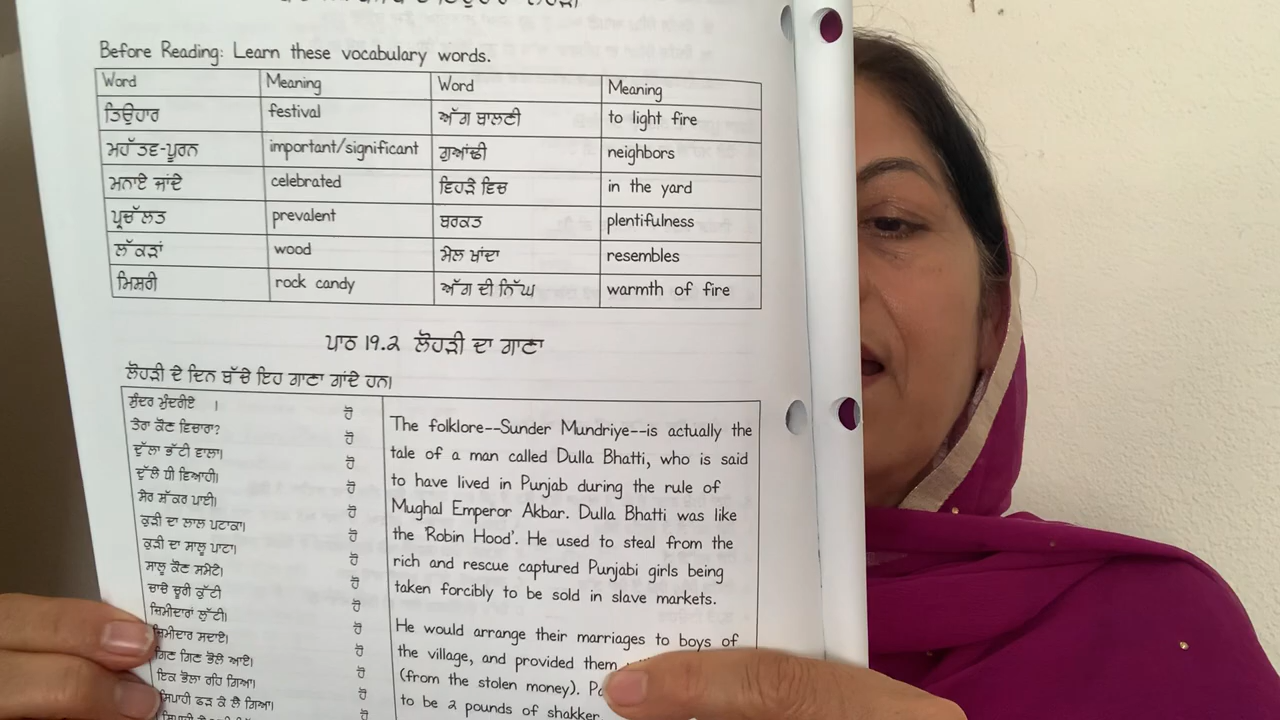 Before Reading: Learn these vocabulary words.
Word Meaning Word Meaning
ਤਿਉਹਾਰ festival ਅੱਗ ਬਾਲਣੀ to light fire
ਮਹੱਤਵ-ਪੂਰਨ important/significant ਗੁਆਂਢੀ neighbors
ਮਨਾਏ ਜਾਂਦੇ celebrated ਵਿਹੜੇ ਵਿਚ in the yard
ਪ੍ਰਚੱਲਤ prevalent ਬਰਕਤ plentifulness
ਲੱਕੜਾਂ wood ਮੇਲ ਖਾਂਦਾ resembles
ਮਿਸ਼ਰੀ rock candy ਅੱਗ ਦੀ ਨਿੱਘ warmth of fire
ਪਾਠ 19.2 ਲੋਹੜੀ ਦਾ ਗਾਣਾ
ਲੋਹੜੀ ਦੇ ਦਿਨ ਬੱਚੇ ਇਹ ਗਾਣਾ ਗਾਂਦੇ ਹਨ।
ਸੁੰਦਰ ਮੁੰਦਰੀਏ । ਹੋ
ਤੇਰਾ ਕੌਣ ਵਿਚਾਰਾ? ਹੋ
ਦੁੱਲਾ ਭੱਟੀ ਵਾਲਾ। ਹੋ
ਦੁੱਲੇ ਧੀ ਵਿਆਹੀ। ਹੋ
ਸੇਰ ਸ਼ੱਕਰ ਪਾਈ। ਹੋ
ਕੁੜੀ ਦਾ ਲਾਲ ਪਟਾਕਾ। ਹੋ
ਕੁੜੀ ਦਾ ਸਾਲੂ ਪਾਟਾ। ਹੋ
ਸਾਲੂ ਕੌਣ ਸਮੇਟੇ। ਹੋ
ਚਾਚੇ ਚੂਰੀ ਕੁੱਟੀ ਹੋ
ਜ਼ਿਮੀਦਾਰਾਂ ਲੁੱਟੀ। ਹੋ
ਜ਼ਿਮੀਦਾਰ ਸਦਾਏ। ਹੋ
ਗਿਣ ਗਿਣ ਭੋਲੇ ਆਏ। ਹੋ
ਇਕ ਭੋਲਾ ਰਹਿ ਗਿਆ। ਹੋ
ਸਿਪਾਹੀ ਫੜ ਕੇ ਲੈ ਗਿਆ। ਹੋ
The folklore--Sunder Mundriye--is actually the
tale of a man called Dulla Bhatti, who is said
to have lived in Punjab during the rule of
Mughal Emperor Akbar. Dulla Bhatti was like
the 'Robin Hood'. He used to steal from the
rich and rescue captured Punjabi girls being
taken forcibly to be sold in slave markets.
He would arrange their marriages to boys of
the village, and provided them
(from the stolen money).
to be 2 pounds of shakker